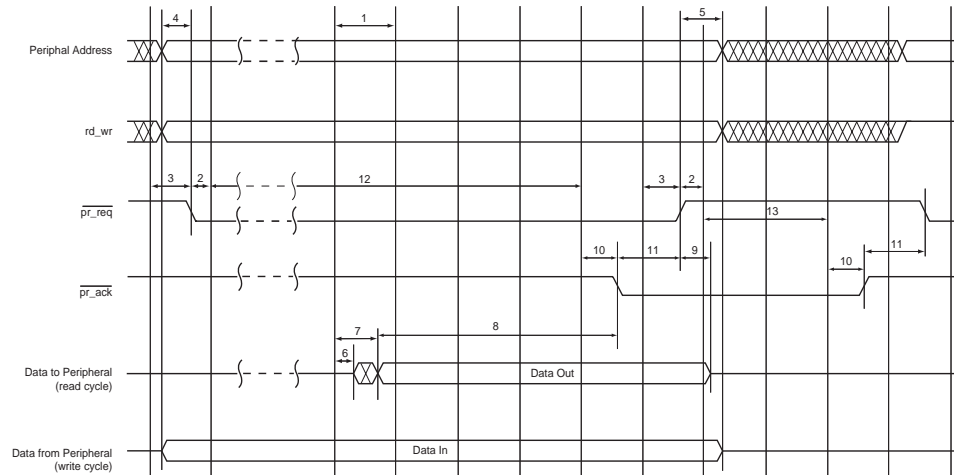 4
1
5
Periphal Address
rd_wr
3
2
12
3
2
pr_req
13
10
11
9
10
11
pr_ack
7
8
6
Data to Peripheral
(read cycle)
Data Out
Data from Peripheral
(write cycle)
Data In